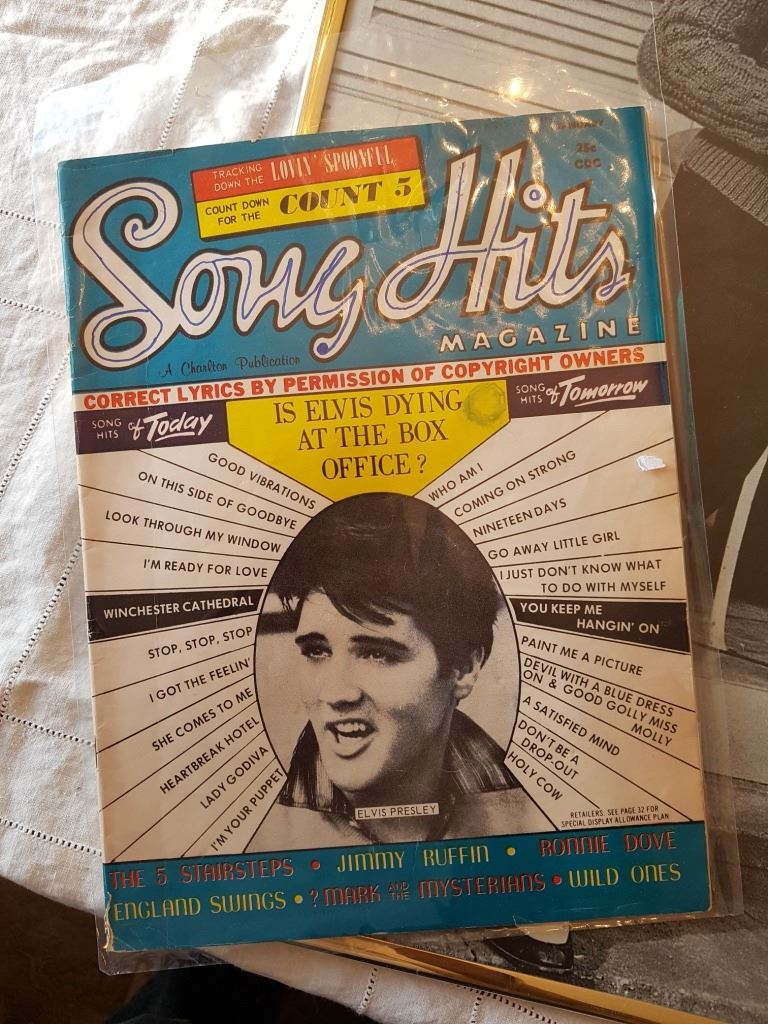 JANUARY
25c
CDC
TRACKING
DOWN THE LOVIN' SPOONFUL
COUNT DOWN
FOR THE COUNT 5
Song Hits
MAGAZINE
A Charlton Publication
CORRECT LYRICS BY PERMISSION OF COPYRIGHT OWNERS
SONG
HITS of Today
IS ELVIS DYING
AT THE BOX
OFFICE?
SONG
HITS of Tomorrow
GOOD VIBRATIONS
ON THIS SIDE OF GOODBYE
LOOK THROUGH MY WINDOW
I'M READY FOR LOVE
WINCHESTER CATHEDRAL
STOP, STOP, STOP
I GOT THE FEELIN'
SHE COMES TO ME
HEARTBREAK HOTEL
LADY GODIVA
I'M YOUR PUPPET
WHO AM I
COMING ON STRONG
NINETEEN DAYS
GO AWAY LITTLE GIRL
I JUST DON'T KNOW WHAT
TO DO WITH MYSELF
YOU KEEP ME
HANGIN' ON
PAINT ME A PICTURE
DEVIL WITH A BLUE DRESS
ON & GOOD GOLLY MISS
MOLLY
A SATISFIED MIND
DON'T BE A
DROP-OUT
HOLY COW
ELVIS PRESLEY
RETAILERS: SEE PAGE 32 FOR
SPECIAL DISPLAY ALLOWANCE PLAN
THE 5 STAIRSTEPS • JIMMY RUFFIN • RONNIE DOVE
ENGLAND SWINGS • ? MARK AND THE MYSTERIANS • WILD ONES